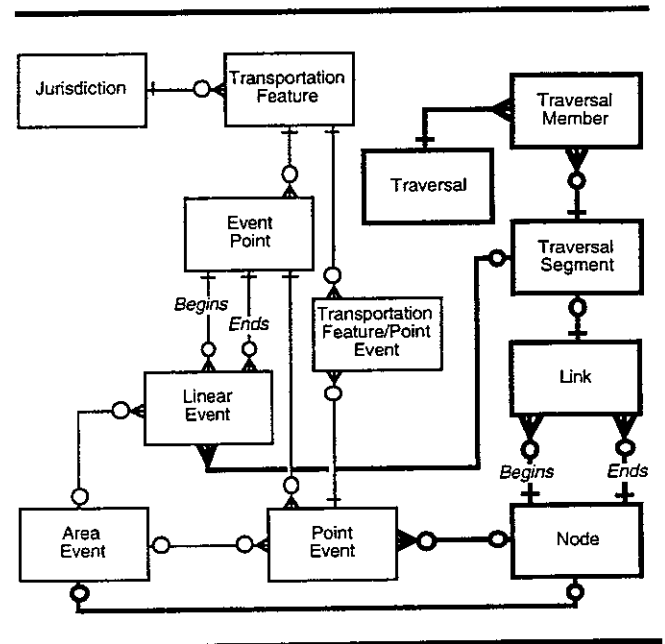 Jurisdiction
Transportation
Feature
Traversal
Member
Traversal
Event
Point
Traversal
Segment
Begins
Ends
Transportation
Feature/Point
Event
Linear
Event
Link
Begins
Ends
Area
Event
Point
Event
Node